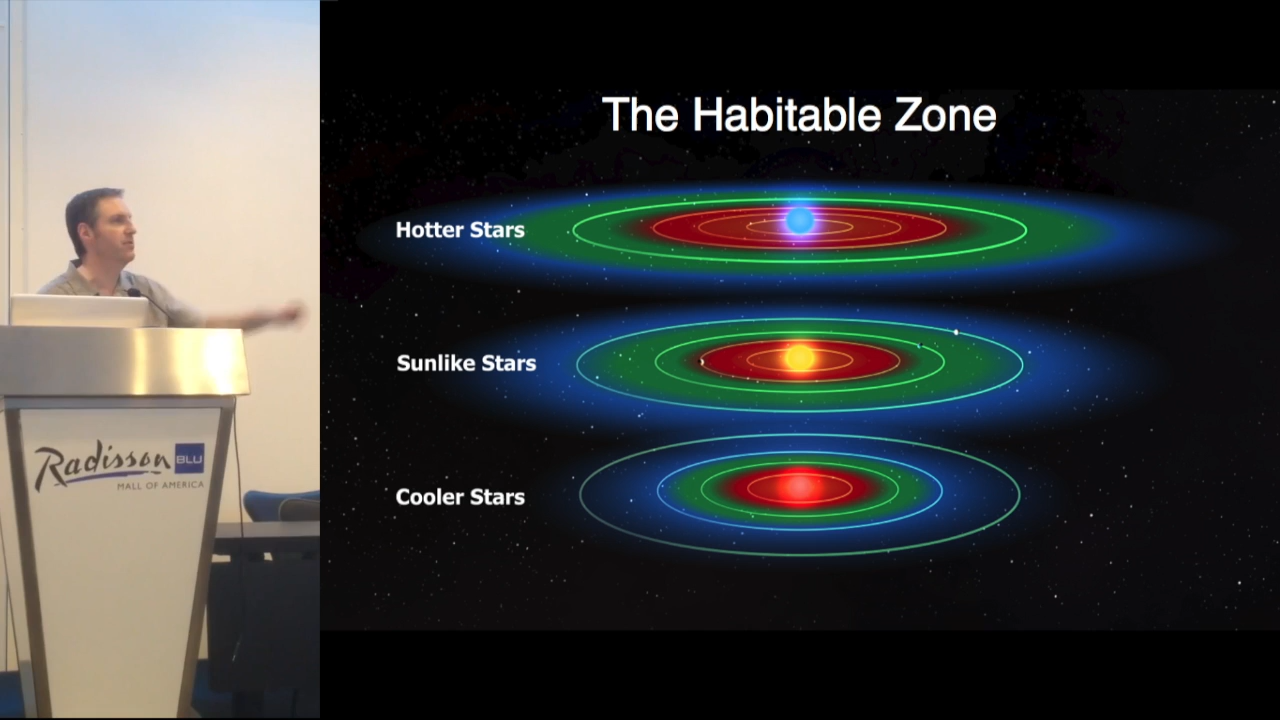 The Habitable Zone
Hotter Stars
Sunlike Stars
Cooler Stars
Radisson BLU
MALL OF AMERICA